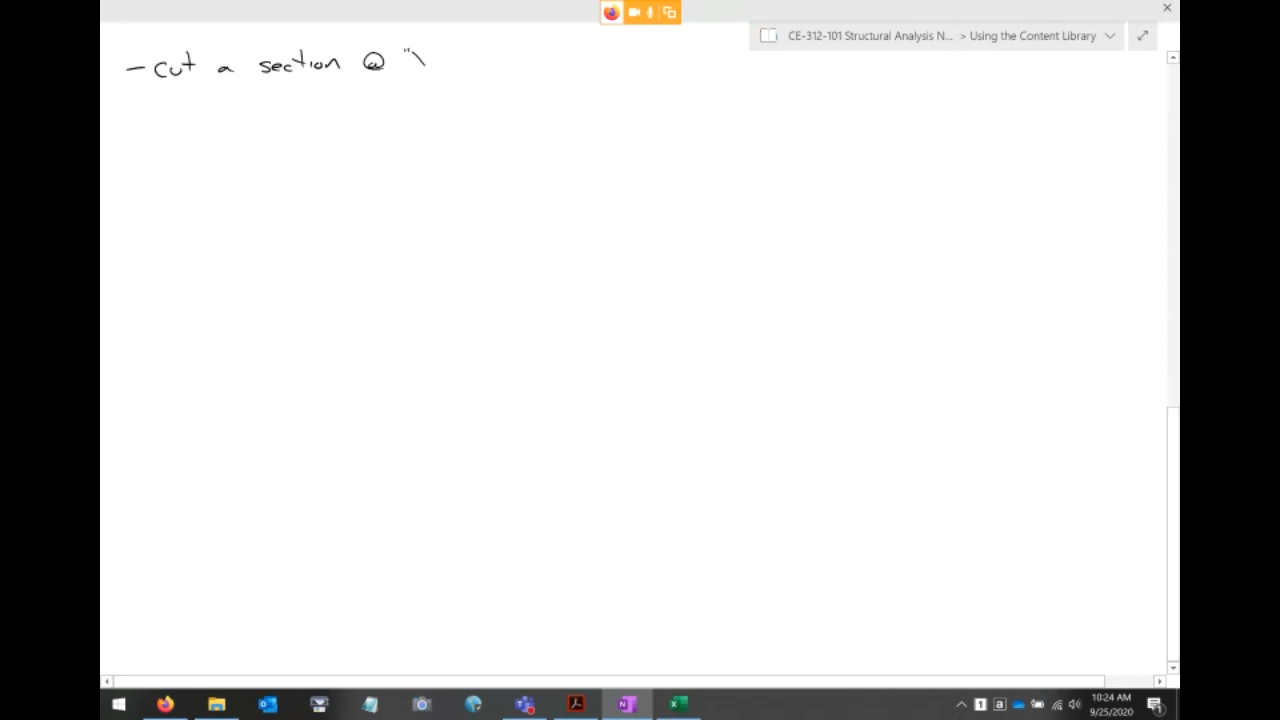 CE-312-101 Structural Analysis N... > Using the Content Library
- cut a section @ "\
10:24 AM
9/25/2020